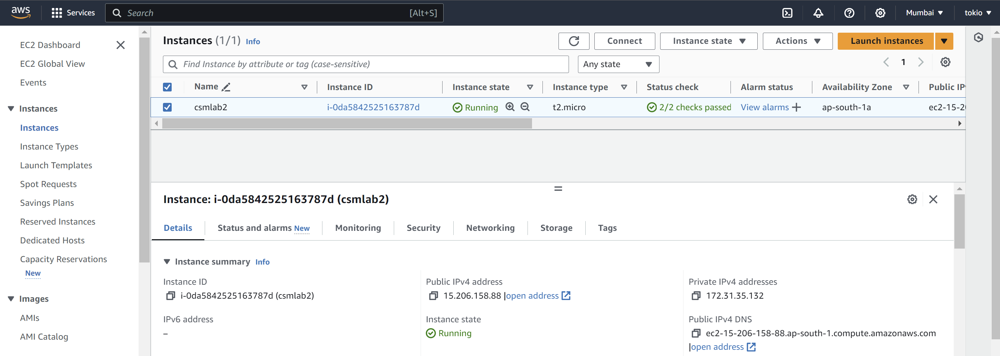 aws
Services
Search
[Alt+S]
Mumbai
tokio
EC2 Dashboard
EC2 Global View
Events
Instances
Instances
Instance Types
Launch Templates
Spot Requests
Savings Plans
Reserved Instances
Dedicated Hosts
Capacity Reservations
New
Images
AMIs
AMI Catalog
Instances (1/1) Info
Connect
Instance state
Actions
Launch instances
Find Instance by attribute or tag (case-sensitive)
Any state
1
Name Instance ID Instance state Instance type Status check Alarm status Availability Zone Public IP
csmlab2 i-0da5842525163787d Running t2.micro 2/2 checks passed View alarms + ap-south-1a ec2-15-2
Instance: i-0da5842525163787d (csmlab2)
Details
Status and alarms New
Monitoring
Security
Networking
Storage
Tags
Instance summary Info
Instance ID
i-0da5842525163787d (csmlab2)
Public IPv4 address
15.206.158.88 |open address
Private IPv4 addresses
172.31.35.132
IPv6 address
–
Instance state
Running
Public IPv4 DNS
ec2-15-206-158-88.ap-south-1.compute.amazonaws.com
|open address